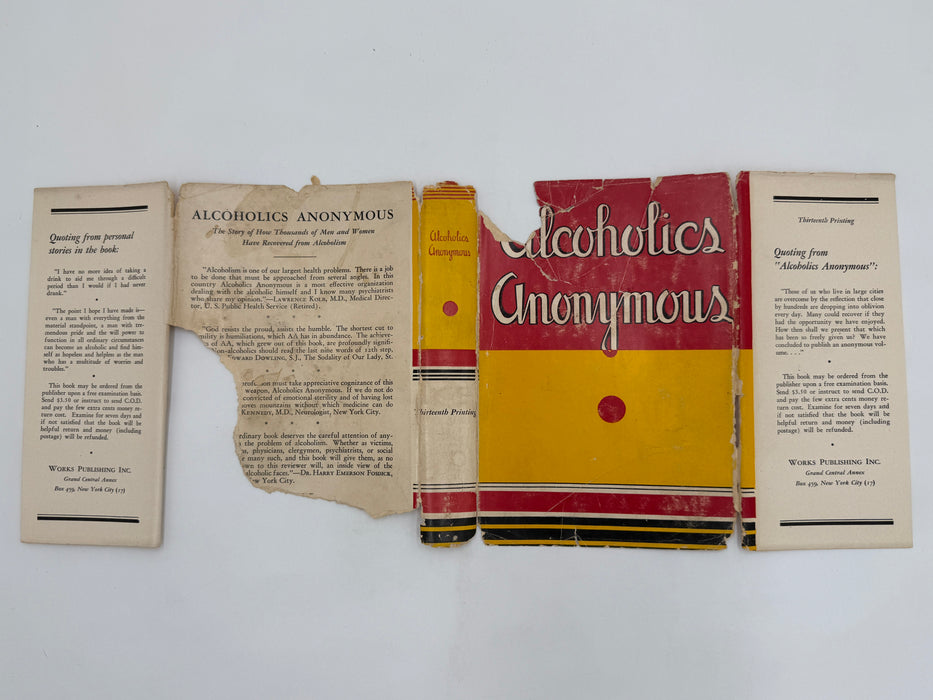 Quoting from personal
stories in the book:
"I have no more idea of taking a
drink to aid me through a difficult
period than I would if I had never
drunk."
"The point I hope I have made is—
even a man with everything from the
material standpoint, a man with tre-
mendous pride and the will power to
function in all ordinary circumstances
can become an alcoholic and find him-
self as hopeless and helpless as the man
who has a multitude of worries and
troubles."
This book may be ordered from the
publisher upon a free examination basis.
Send $3.50 or instruct to send C.O.D.
and pay the few extra cents money re-
turn cost. Examine for seven days and
if not satisfied that the book will be
helpful return and money (including
postage) will be refunded.
WORKS PUBLISHING INC.
Grand Central Annex
Box 459, New York City (17)
ALCOHOLICS ANONYMOUS
The Story of How Thousands of Men and Women
Have Recovered from Alcoholism
"Alcoholism is one of our largest health problems. There is a job
to be done that must be approached from several angles. In this
country Alcoholics Anonymous is a most effective organization
dealing with the alcoholic himself and I know many psychiatrists
who share my opinion."—LAWRENCE KOLB, M.D., Medical Direc-
tor, U. S. Public Health Service (Retired).
"God resists the proud, assists the humble. The shortest cut to
mility is humiliations, which AA has in abundance. The achieve-
of AA, which grew out of this book, are profoundly signifi-
Non-alcoholics should read the last nine words of 12th step,
EDWARD DOWLING, S.J., The Sodality of Our Lady, St.
profession must take appreciative cognizance of this
weapon, Alcoholics Anonymous. If we do not do
convicted of emotional sterility and of having lost
oves mountains without which medicine can do
KENNEDY, M.D., Neurologist, New York City.
rdinary book deserves the careful attention of any-
the problem of alcoholism. Whether as victims,
s, physicians, clergymen, psychiatrists, or social
e many such, and this book will give them, as no
wn to this reviewer will, an inside view of the
alcoholic faces."—DR. HARRY EMERSON FOSDICK,
w York City.
Alcoholics
Anonymous
Thirteenth Printing
Alcoholics
Anonymous
Thirteenth Printing
Quoting from
"Alcoholics Anonymous":
"Those of us who live in large cities
are overcome by the reflection that close
by hundreds are dropping into oblivion
every day. Many could recover if they
had the opportunity we have enjoyed.
How then shall we present that which
has been so freely given us? We have
concluded to publish an anonymous vol-
ume. . . ."
This book may be ordered from the
publisher upon a free examination basis.
Send $3.50 or instruct to send C.O.D.
and pay the few extra cents money re-
turn cost. Examine for seven days and
if not satisfied that the book will be
helpful return and money (including
postage) will be refunded.
WORKS PUBLISHING INC.
Grand Central Annex
Box 459, New York City (17)